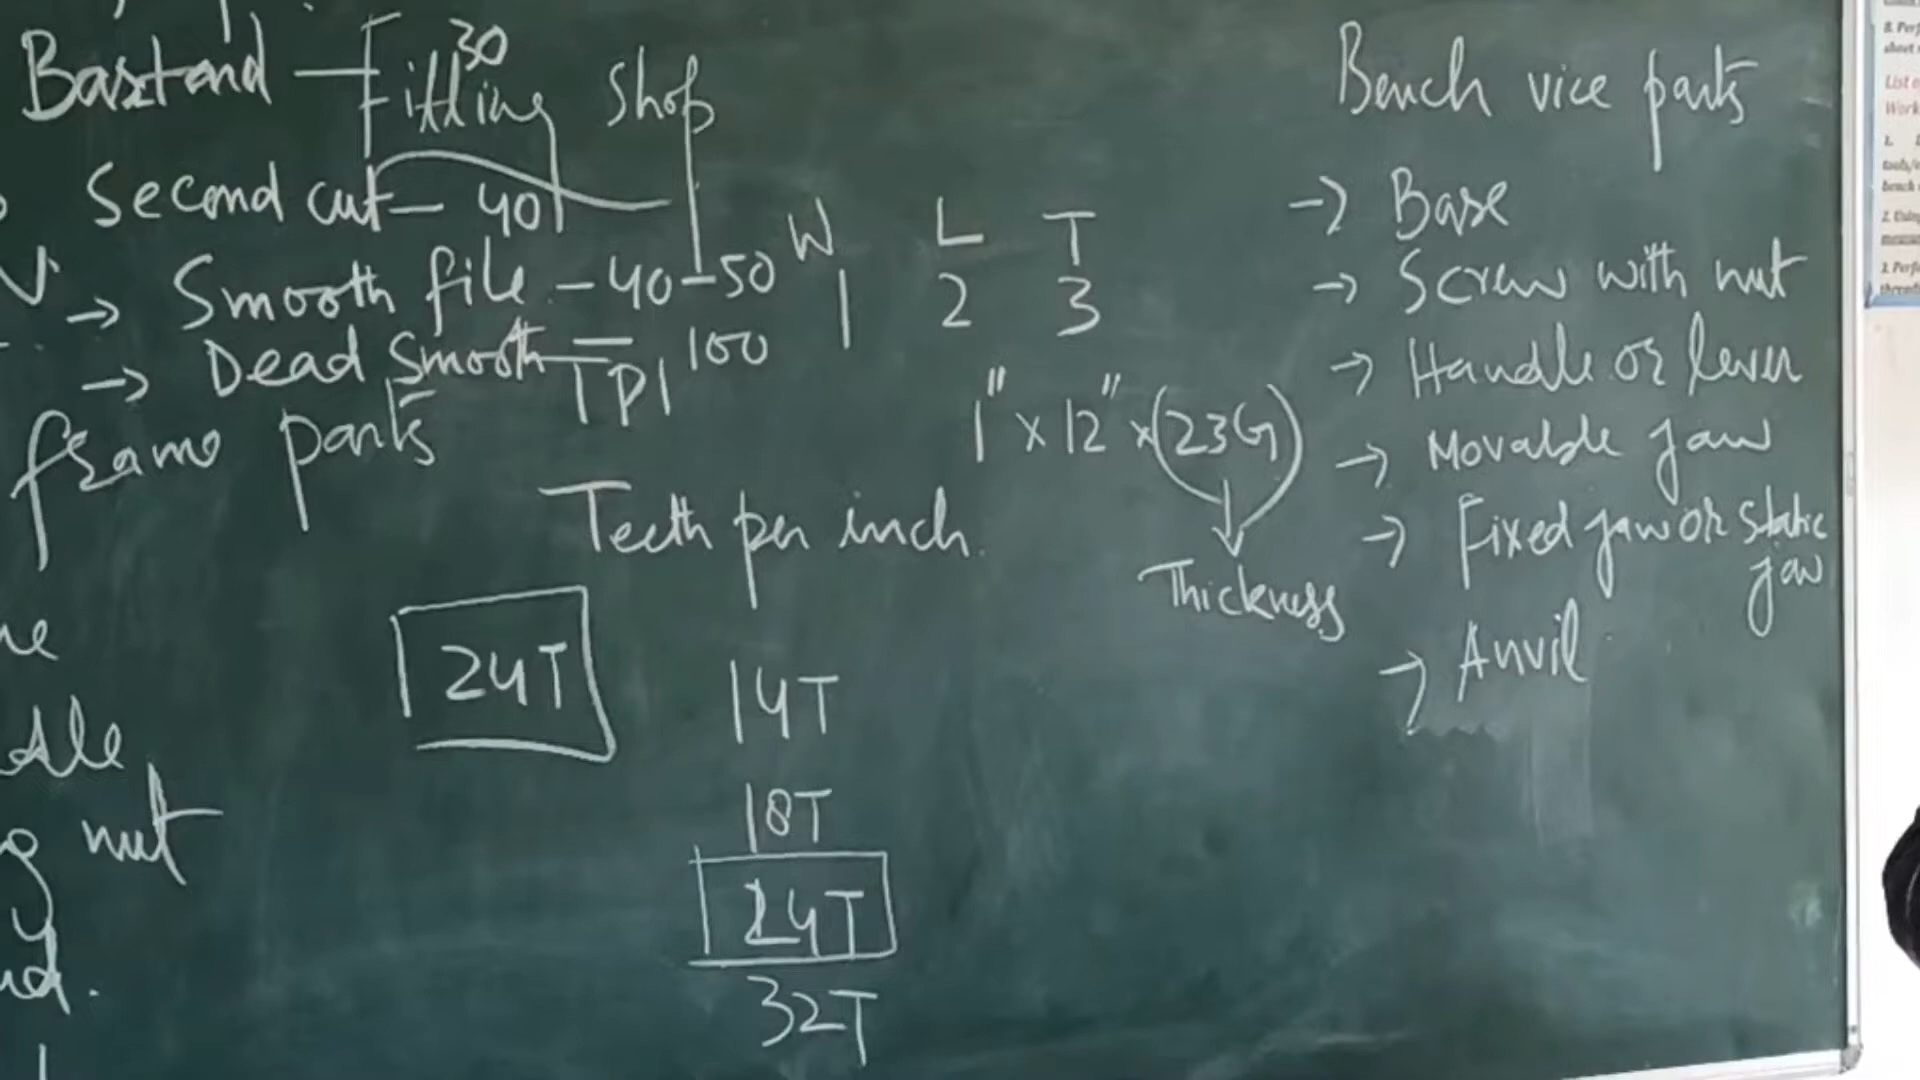 Bastard — 30
Fitting Shop
Second cut — 40
→ Smooth file — 40-50
→ Dead Smooth — 100
TPI
frame parts
Teeth per inch.
24T
14T
18T
24T
32T
nut
W L T
1 2 3
1" × 12" × (23G)
Thickness
Bench vice parts
→ Base
→ Screw with nut
→ Handle or lever
→ Movable jaw
→ Fixed jaw or static
jaw
→ Anvil